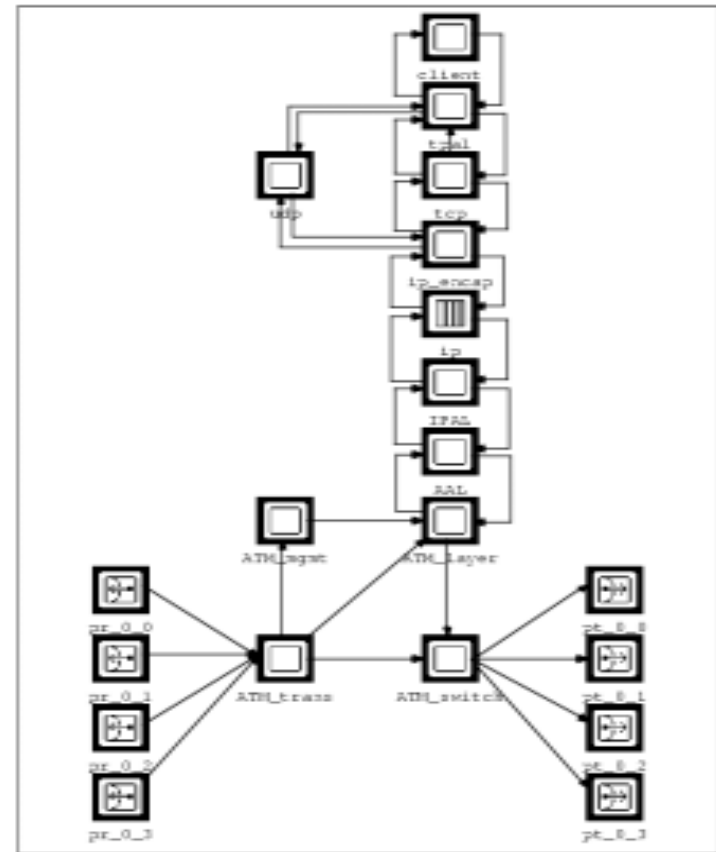 client
tpal
udp
tcp
ip_encap
ip
IPAL
AAL
ATM_mgmt
ATM_layer
pr_0_0
pt_0_0
pr_0_1
ATM_trans
ATM_switch
pt_0_1
pr_0_2
pt_0_2
pr_0_3
pt_0_3